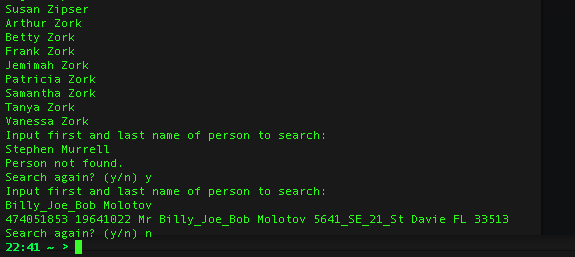 Susan Zipser
Arthur Zork
Betty Zork
Frank Zork
Jemimah Zork
Patricia Zork
Samantha Zork
Tanya Zork
Vanessa Zork
Input first and last name of person to search:
Stephen Murrell
Person not found.
Search again? (y/n) y
Input first and last name of person to search:
Billy_Joe_Bob Molotov
474051853 19641022 Mr Billy_Joe_Bob Molotov 5641_SE_21_St Davie FL 33513
Search again? (y/n) n
22:41 ~ >